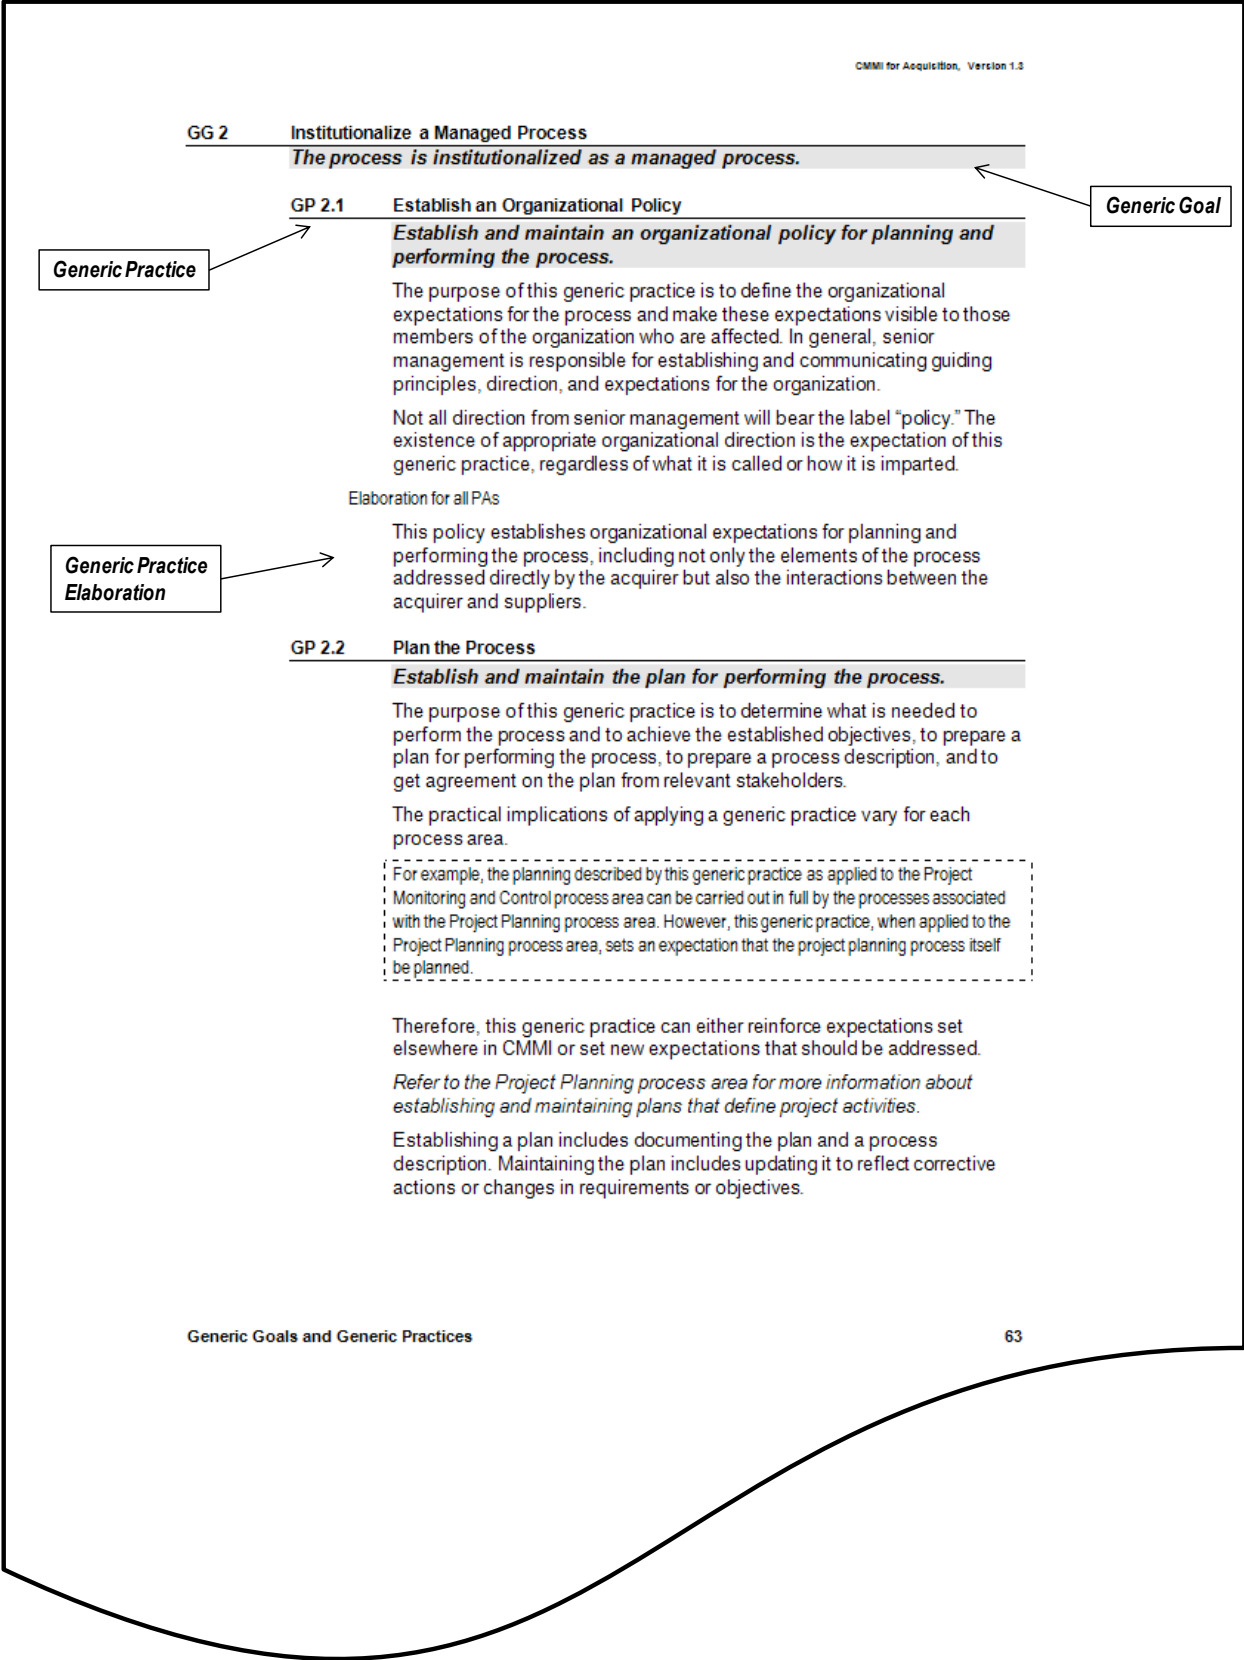 CMMI for Acquisition, Version 1.3
GG 2 Institutionalize a Managed Process
The process is institutionalized as a managed process.
Generic Goal
GP 2.1 Establish an Organizational Policy
Establish and maintain an organizational policy for planning and
performing the process.
Generic Practice
The purpose of this generic practice is to define the organizational
expectations for the process and make these expectations visible to those
members of the organization who are affected. In general, senior
management is responsible for establishing and communicating guiding
principles, direction, and expectations for the organization.
Not all direction from senior management will bear the label “policy.” The
existence of appropriate organizational direction is the expectation of this
generic practice, regardless of what it is called or how it is imparted.
Elaboration for all PAs
This policy establishes organizational expectations for planning and
performing the process, including not only the elements of the process
addressed directly by the acquirer but also the interactions between the
acquirer and suppliers.
Generic Practice
Elaboration
GP 2.2 Plan the Process
Establish and maintain the plan for performing the process.
The purpose of this generic practice is to determine what is needed to
perform the process and to achieve the established objectives, to prepare a
plan for performing the process, to prepare a process description, and to
get agreement on the plan from relevant stakeholders.
The practical implications of applying a generic practice vary for each
process area.
For example, the planning described by this generic practice as applied to the Project
Monitoring and Control process area can be carried out in full by the processes associated
with the Project Planning process area. However, this generic practice, when applied to the
Project Planning process area, sets an expectation that the project planning process itself
be planned.
Therefore, this generic practice can either reinforce expectations set
elsewhere in CMMI or set new expectations that should be addressed.
Refer to the Project Planning process area for more information about
establishing and maintaining plans that define project activities.
Establishing a plan includes documenting the plan and a process
description. Maintaining the plan includes updating it to reflect corrective
actions or changes in requirements or objectives.
Generic Goals and Generic Practices 63